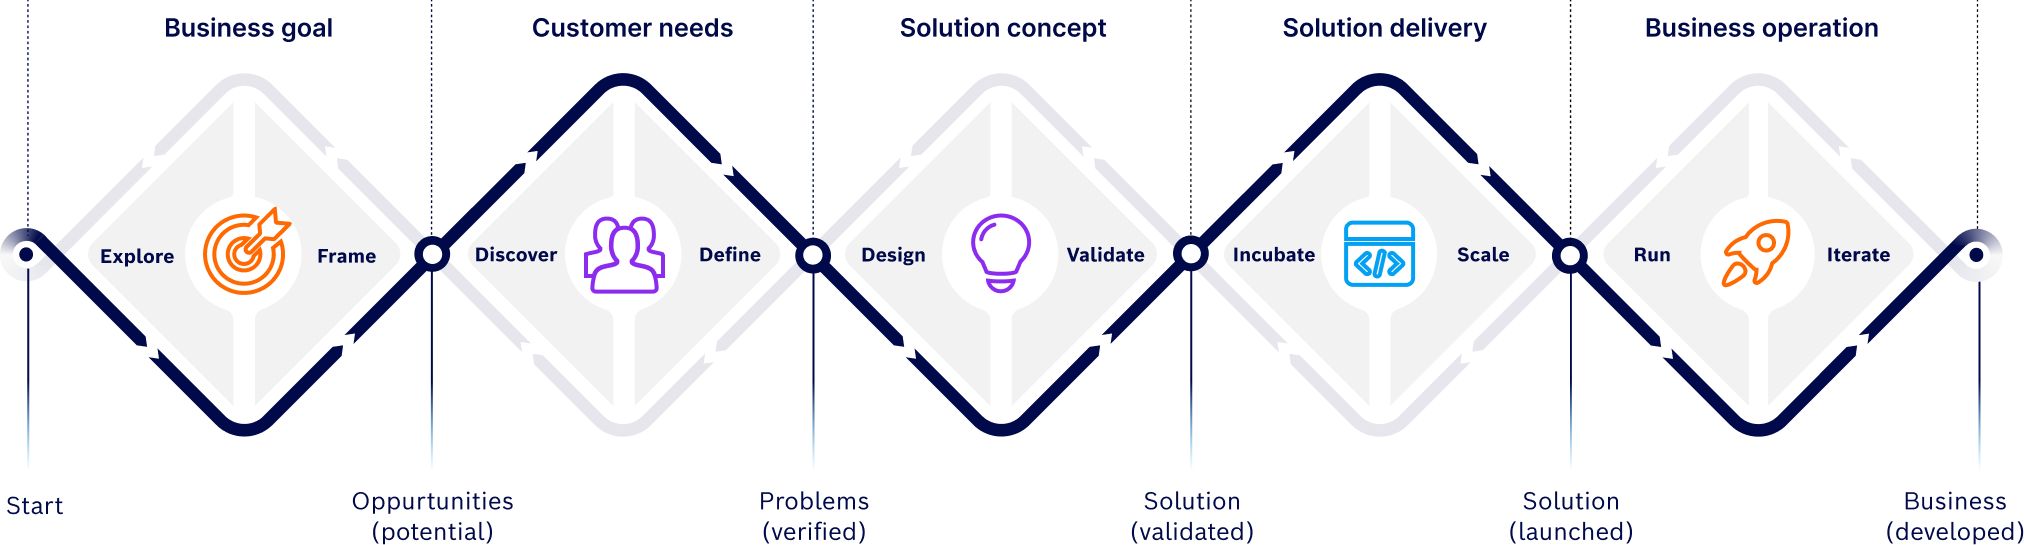 Business goal
Customer needs
Solution concept
Solution delivery
Business operation
Explore
Frame
Discover
Define
Design
Validate
Incubate
</>
Scale
Run
Iterate
Start
Oppurtunities
(potential)
Problems
(verified)
Solution
(validated)
Solution
(launched)
Business
(developed)